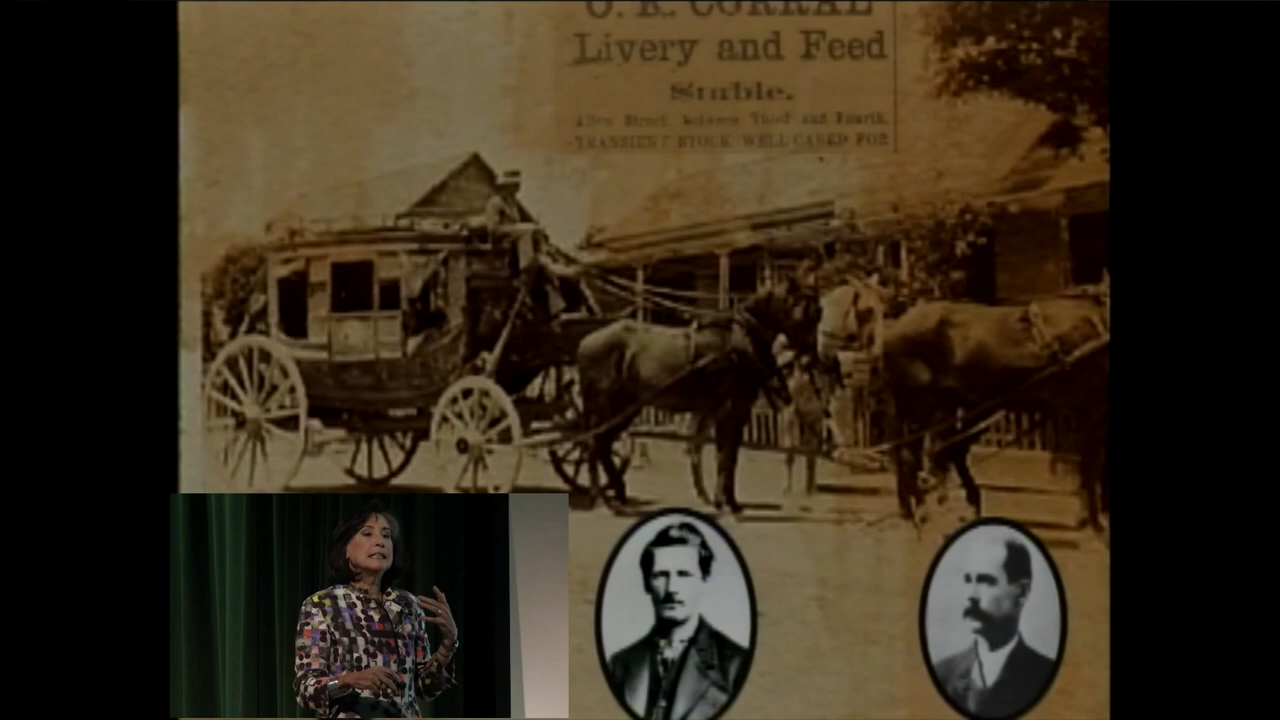 O. K. CORRAL
Livery and Feed
Stable.
Allen Street, between Third and Fourth.
TRANSIENT STOCK WELL CARED FOR